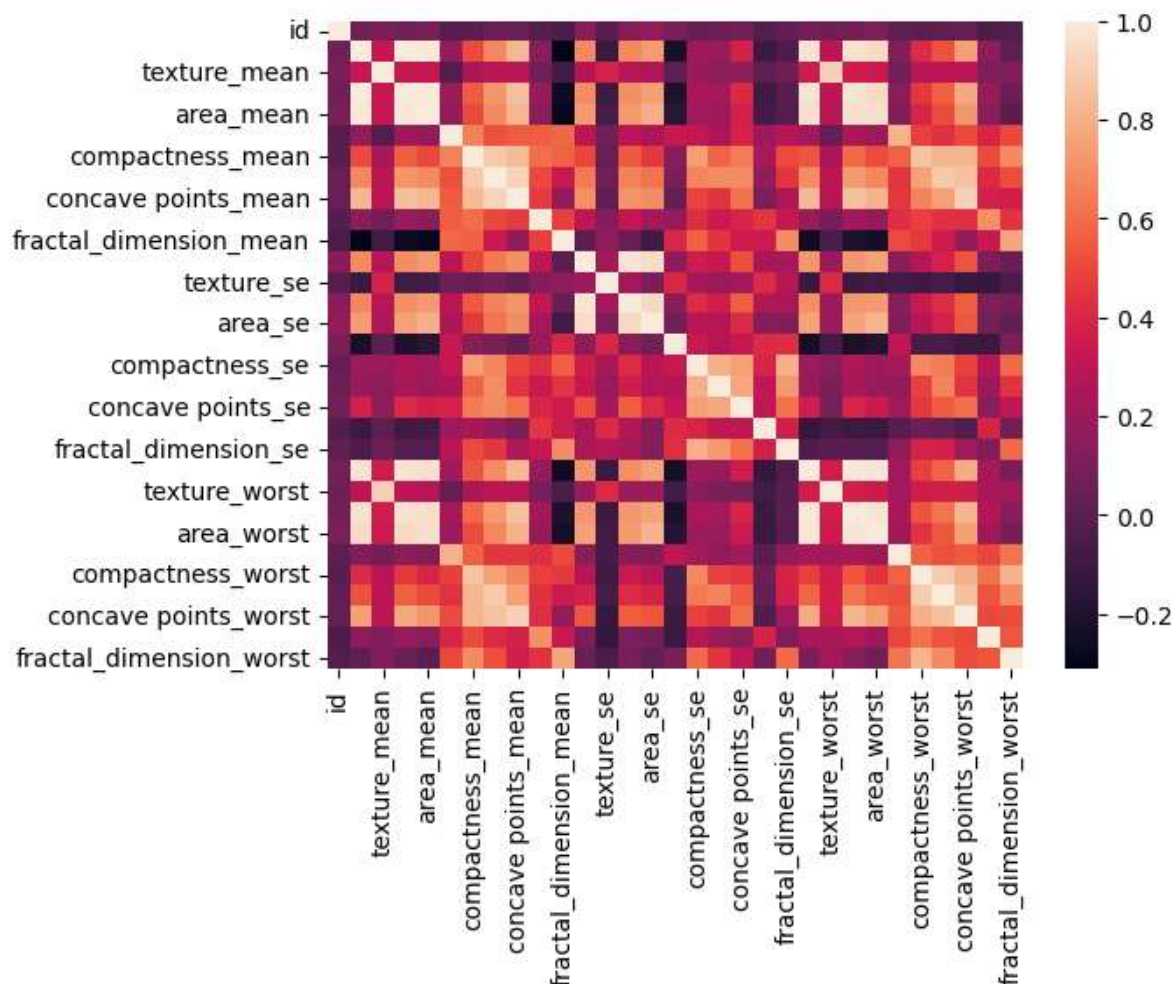 id
texture_mean
area_mean
compactness_mean
concave points_mean
fractal_dimension_mean
texture_se
area_se
compactness_se
concave points_se
fractal_dimension_se
texture_worst
area_worst
compactness_worst
concave points_worst
fractal_dimension_worst
id
texture_mean
area_mean
compactness_mean
concave points_mean
fractal_dimension_mean
texture_se
area_se
compactness_se
concave points_se
fractal_dimension_se
texture_worst
area_worst
compactness_worst
concave points_worst
fractal_dimension_worst
1.0
0.8
0.6
0.4
0.2
0.0
−0.2